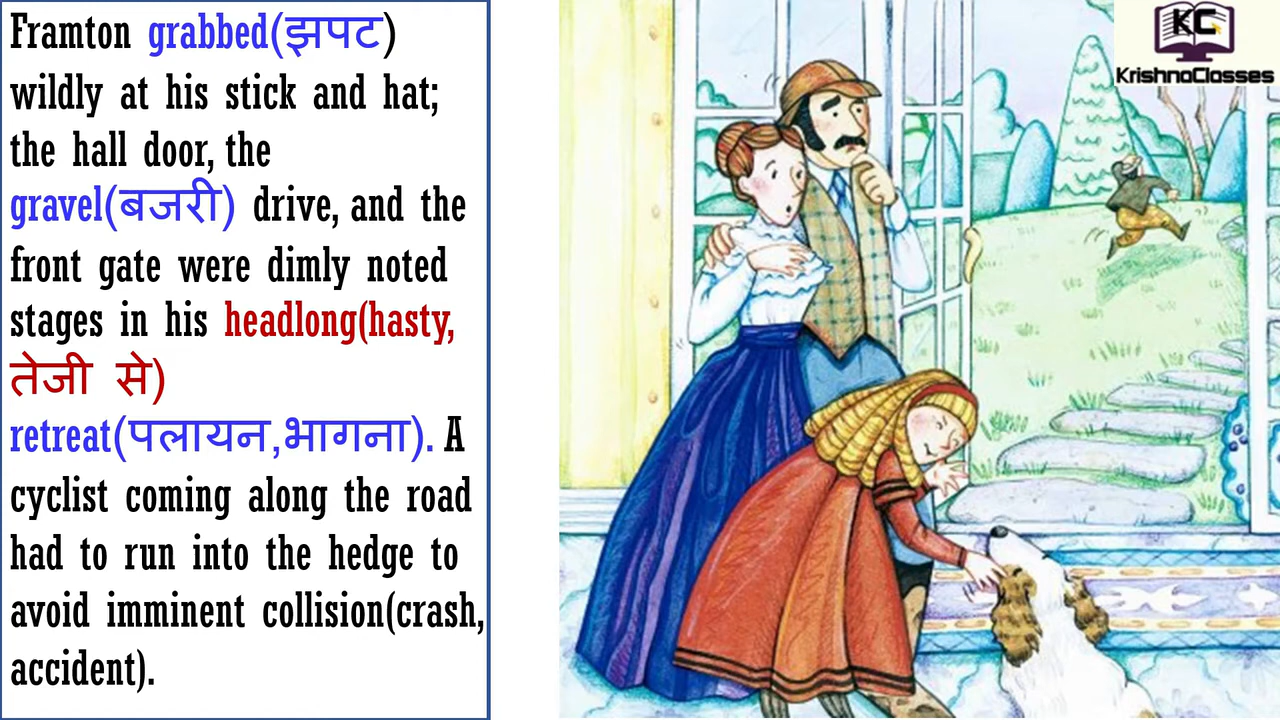 Framton grabbed(झपट)
wildly at his stick and hat;
the hall door, the
gravel(बजरी) drive, and the
front gate were dimly noted
stages in his headlong(hasty,
तेजी से)
retreat(पलायन,भागना). A
cyclist coming along the road
had to run into the hedge to
avoid imminent collision(crash,
accident).
KC
KrishnaClasses